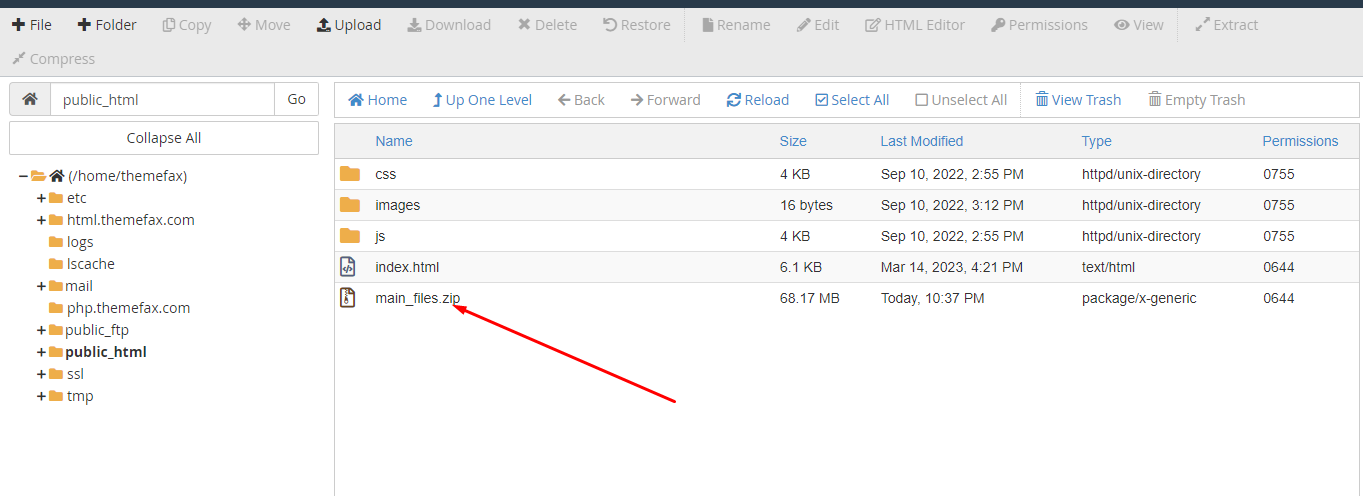 File Folder Copy Move Upload Download Delete Restore Rename Edit HTML Editor Permissions View Extract
Compress
public_html Go
Collapse All
(/home/themefax)
etc
html.themefax.com
logs
lscache
mail
php.themefax.com
public_ftp
public_html
ssl
tmp
Home Up One Level Back Forward Reload Select All Unselect All View Trash Empty Trash
Name Size Last Modified Type Permissions
css 4 KB Sep 10, 2022, 2:55 PM httpd/unix-directory 0755
images 16 bytes Sep 10, 2022, 3:12 PM httpd/unix-directory 0755
js 4 KB Sep 10, 2022, 2:55 PM httpd/unix-directory 0755
index.html 6.1 KB Mar 14, 2023, 4:21 PM text/html 0644
main_files.zip 68.17 MB Today, 10:37 PM package/x-generic 0644